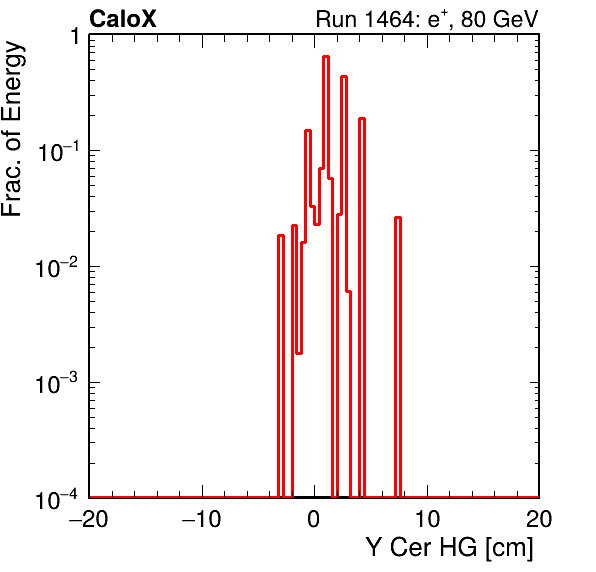 CaloX Run 1464: e⁺, 80 GeV
Frac. of Energy
1
10⁻¹
10⁻²
10⁻³
10⁻⁴
−20 −10 0 10 20
Y Cer HG [cm]